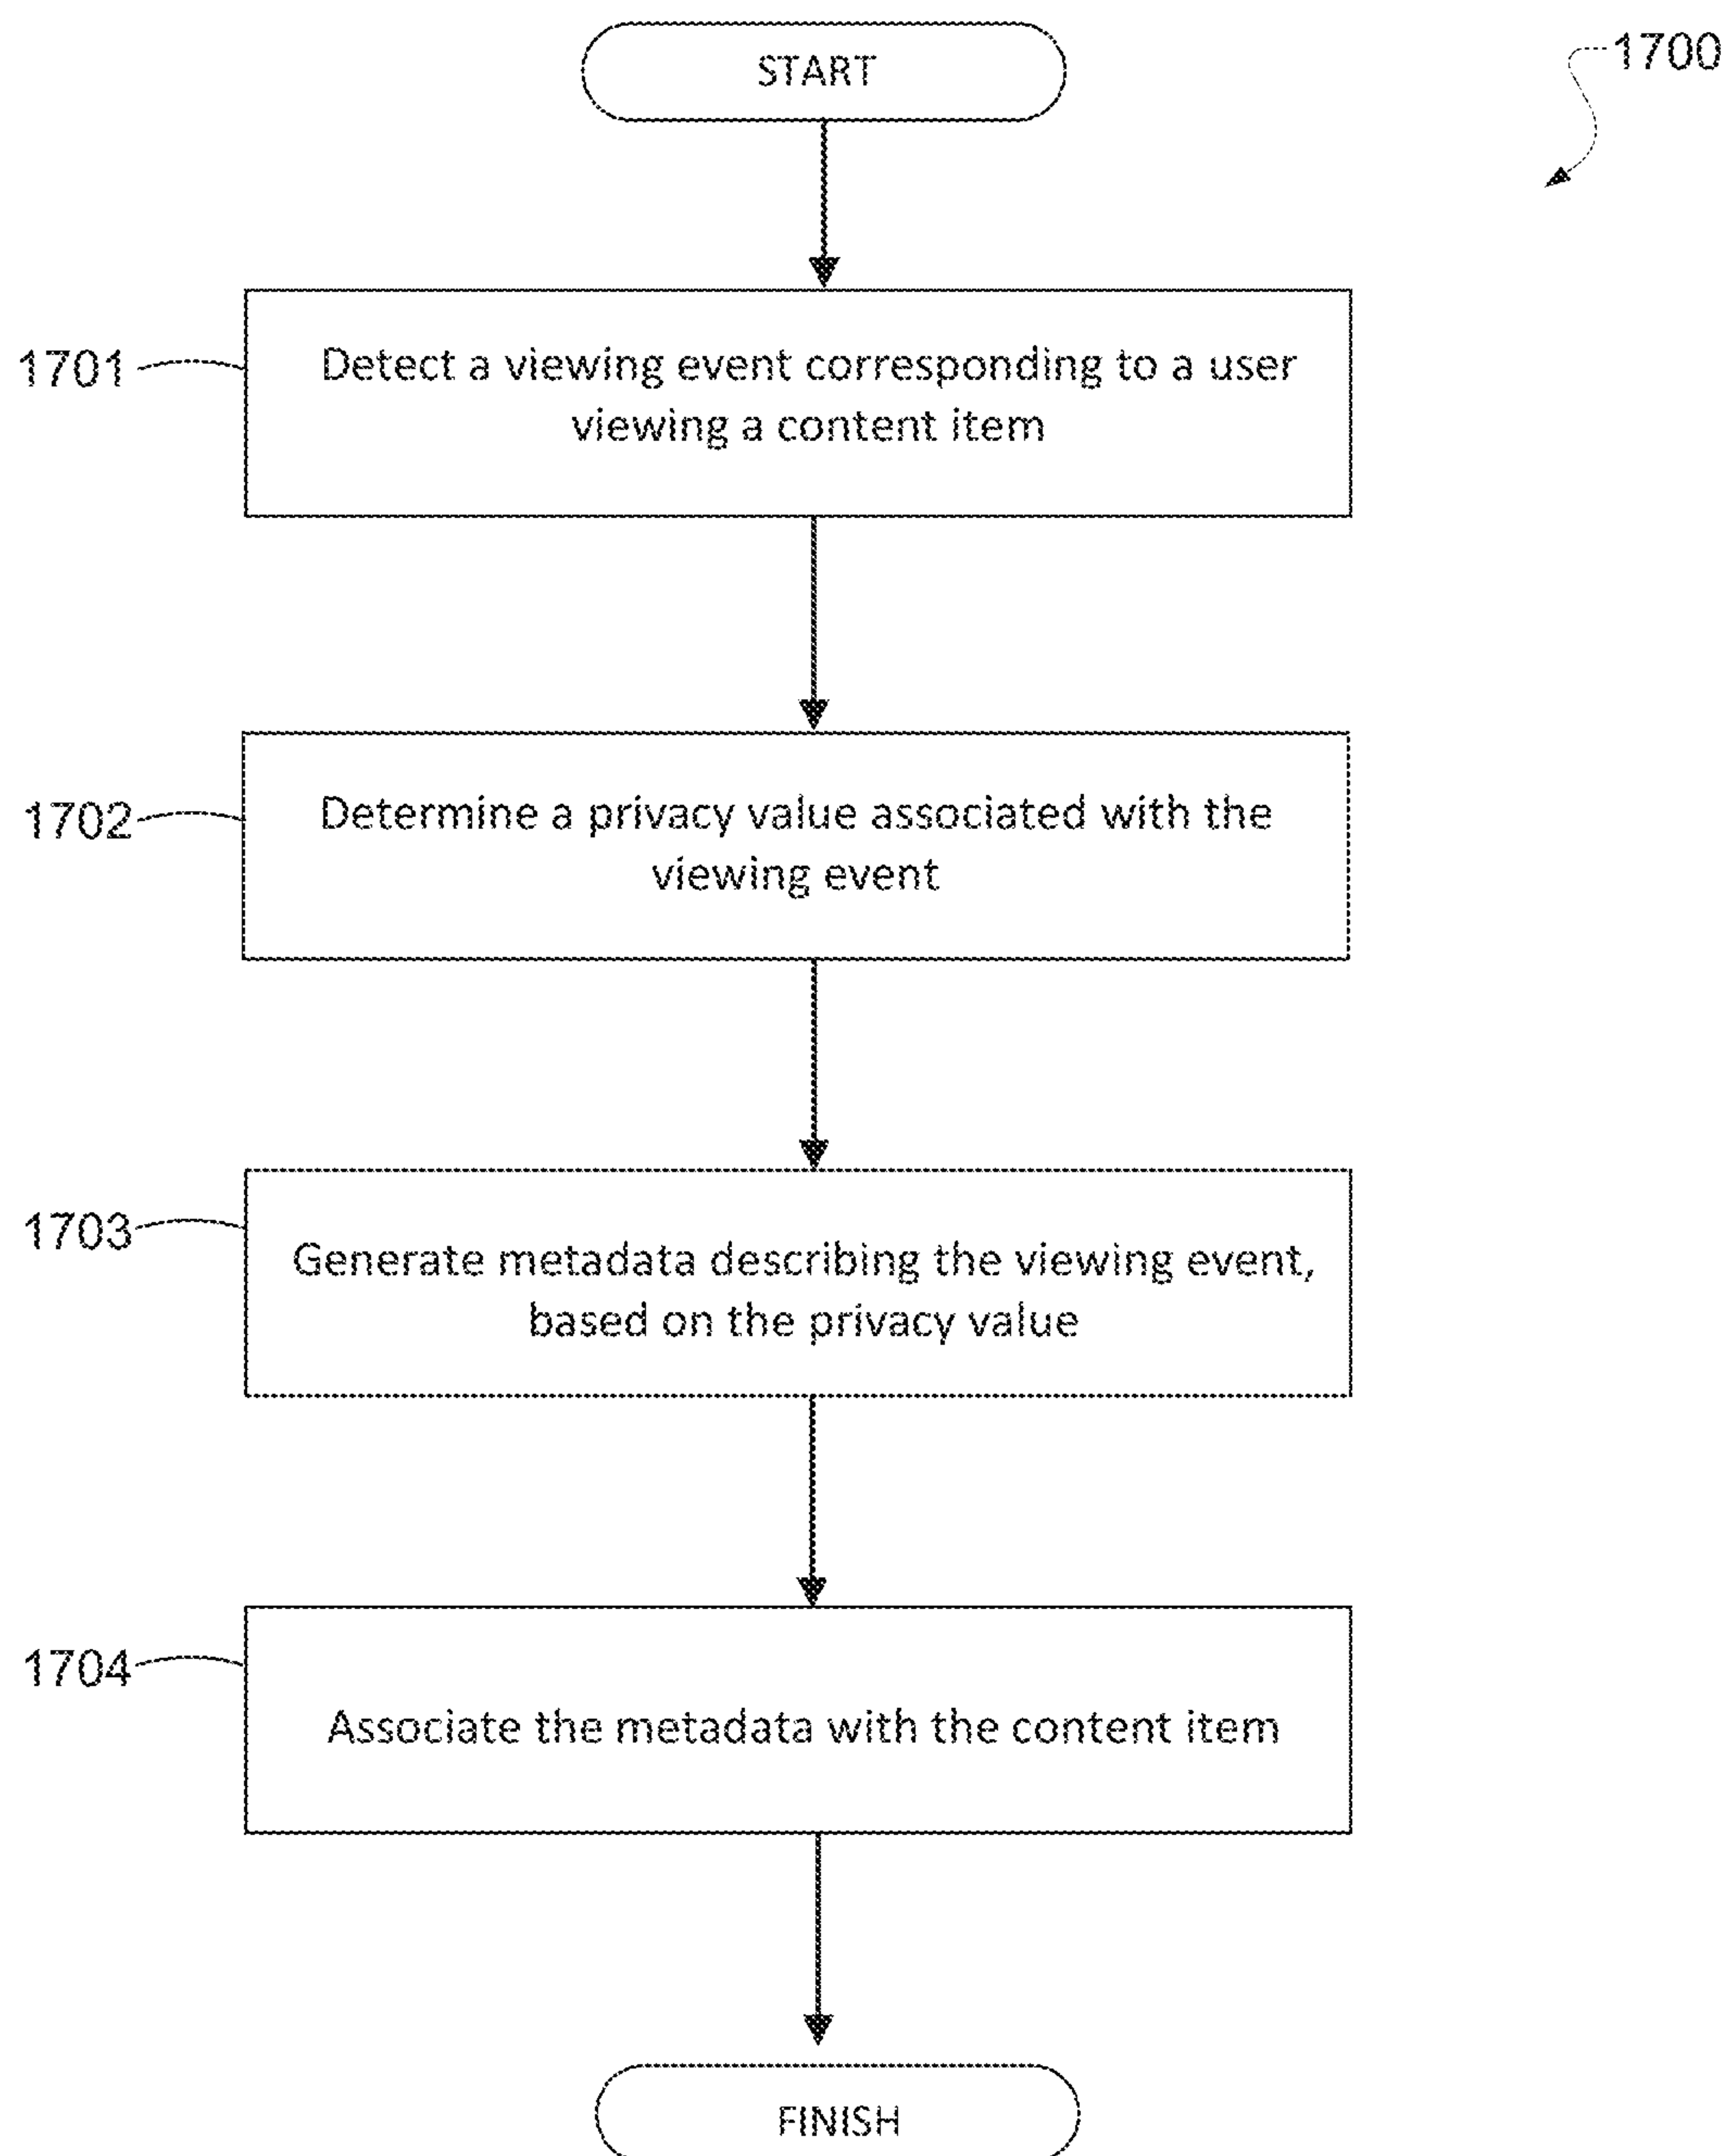 START
1700
1701
Detect a viewing event corresponding to a user
viewing a content item
1702
Determine a privacy value associated with the
viewing event
1703
Generate metadata describing the viewing event,
based on the privacy value
1704
Associate the metadata with the content item
FINISH